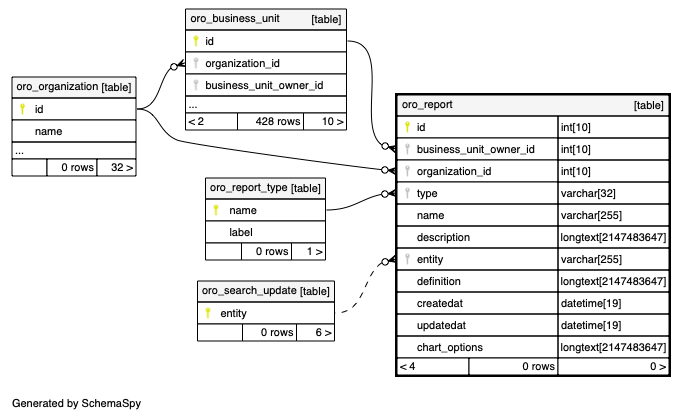 oro_business_unit [table]
id
organization_id
business_unit_owner_id
...
< 2 428 rows 10 >
oro_organization [table]
id
name
...
0 rows 32 >
oro_report_type [table]
name
label
0 rows 1 >
oro_search_update [table]
entity
0 rows 6 >
oro_report [table]
id int[10]
business_unit_owner_id int[10]
organization_id int[10]
type varchar[32]
name varchar[255]
description longtext[2147483647]
entity varchar[255]
definition longtext[2147483647]
createdat datetime[19]
updatedat datetime[19]
chart_options longtext[2147483647]
< 4 0 rows 0 >
Generated by SchemaSpy